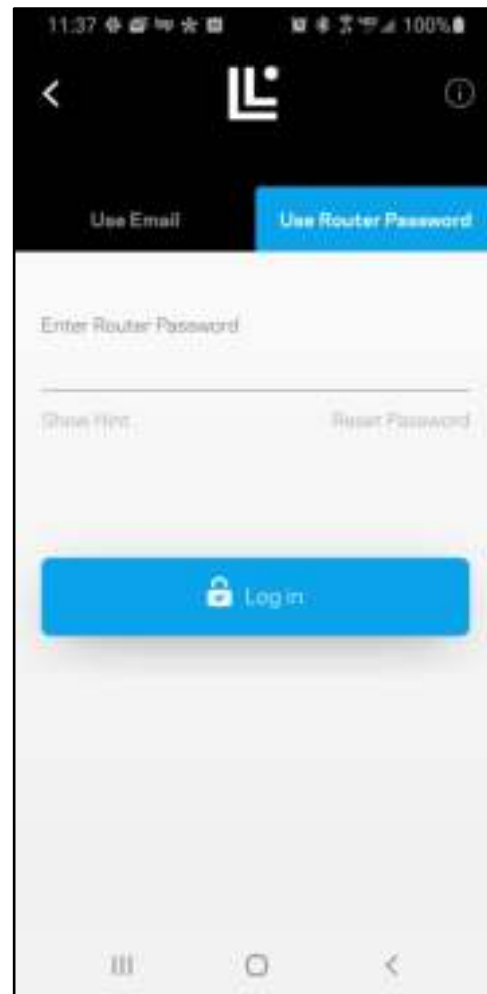 11:37 100%
Use Email Use Router Password
Enter Router Password
Show Hint Reset Password
Log in